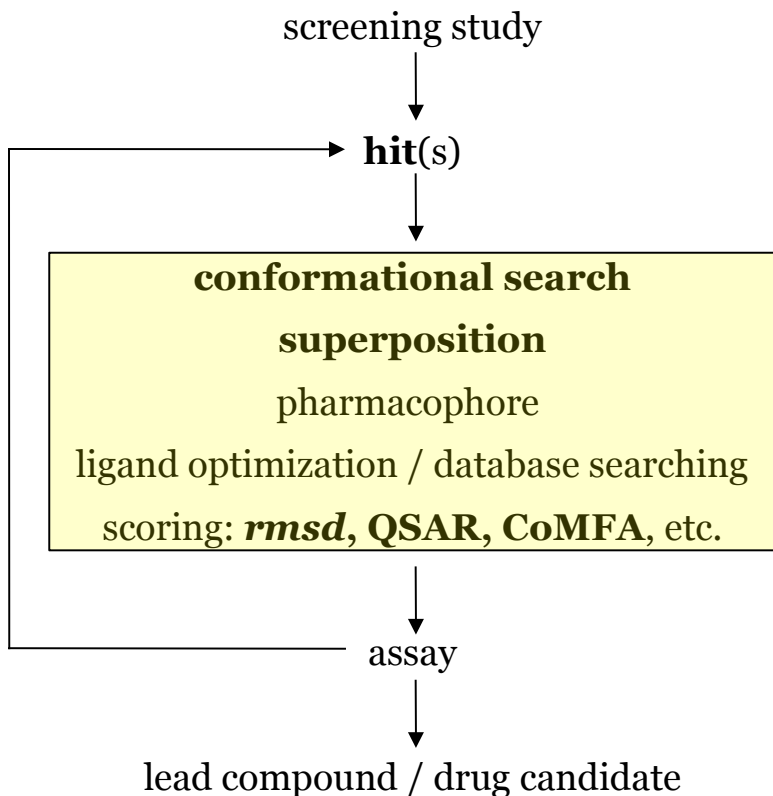 screening study
hit(s)
conformational search
superposition
pharmacophore
ligand optimization / database searching
scoring: rmsd, QSAR, CoMFA, etc.
assay
lead compound / drug candidate